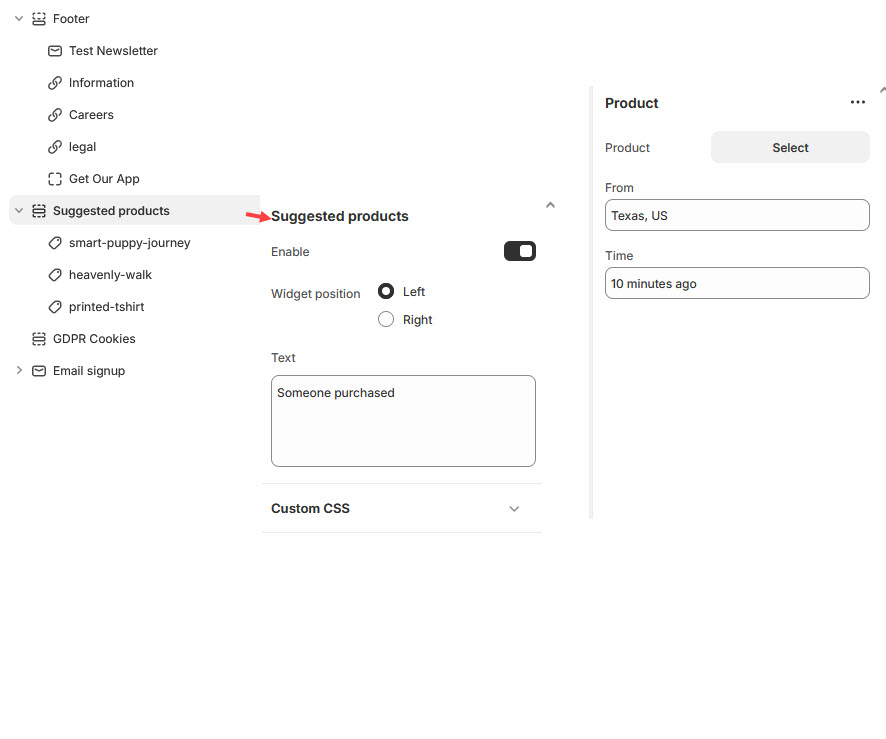 Footer
Test Newsletter
Information
Careers
legal
Get Our App
Suggested products
smart-puppy-journey
heavenly-walk
printed-tshirt
GDPR Cookies
Email signup
Suggested products
Enable
Widget position
Left
Right
Text
Someone purchased
Custom CSS
Product
Product
Select
From
Texas, US
Time
10 minutes ago